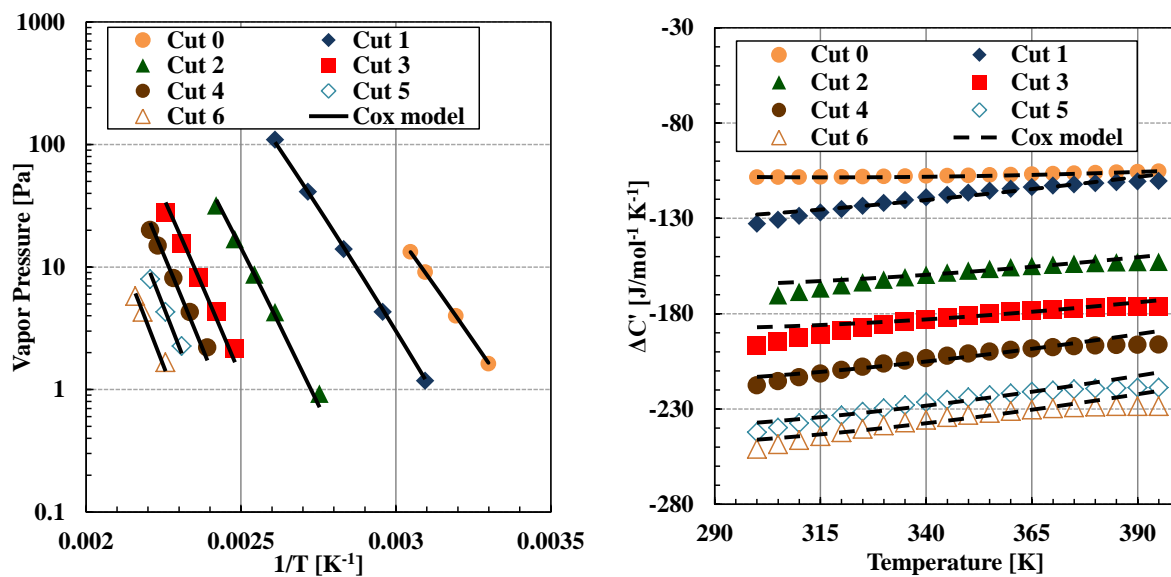 1000
100
10
1
0.1
Vapor Pressure [Pa]
Cut 0 Cut 1
Cut 2 Cut 3
Cut 4 Cut 5
Cut 6 Cox model
0.002 0.0025 0.003 0.0035
1/T [K-1]
-30
-80
-130
-180
-230
-280
ΔC' [J/mol-1 K-1]
Cut 0 Cut 1
Cut 2 Cut 3
Cut 4 Cut 5
Cut 6 Cox model
290 315 340 365 390
Temperature [K]